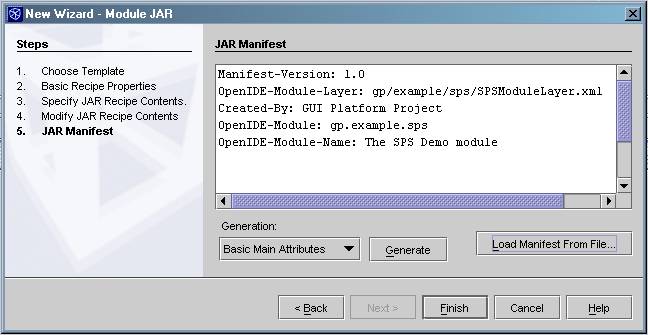 New Wizard - Module JAR
Steps
1. Choose Template
2. Basic Recipe Properties
3. Specify JAR Recipe Contents.
4. Modify JAR Recipe Contents
5. JAR Manifest
JAR Manifest
Manifest-Version: 1.0
OpenIDE-Module-Layer: gp/example/sps/SPSModuleLayer.xml
Created-By: GUI Platform Project
OpenIDE-Module: gp.example.sps
OpenIDE-Module-Name: The SPS Demo module
Generation:
Basic Main Attributes
Generate
Load Manifest From File...
< Back
Next >
Finish
Cancel
Help